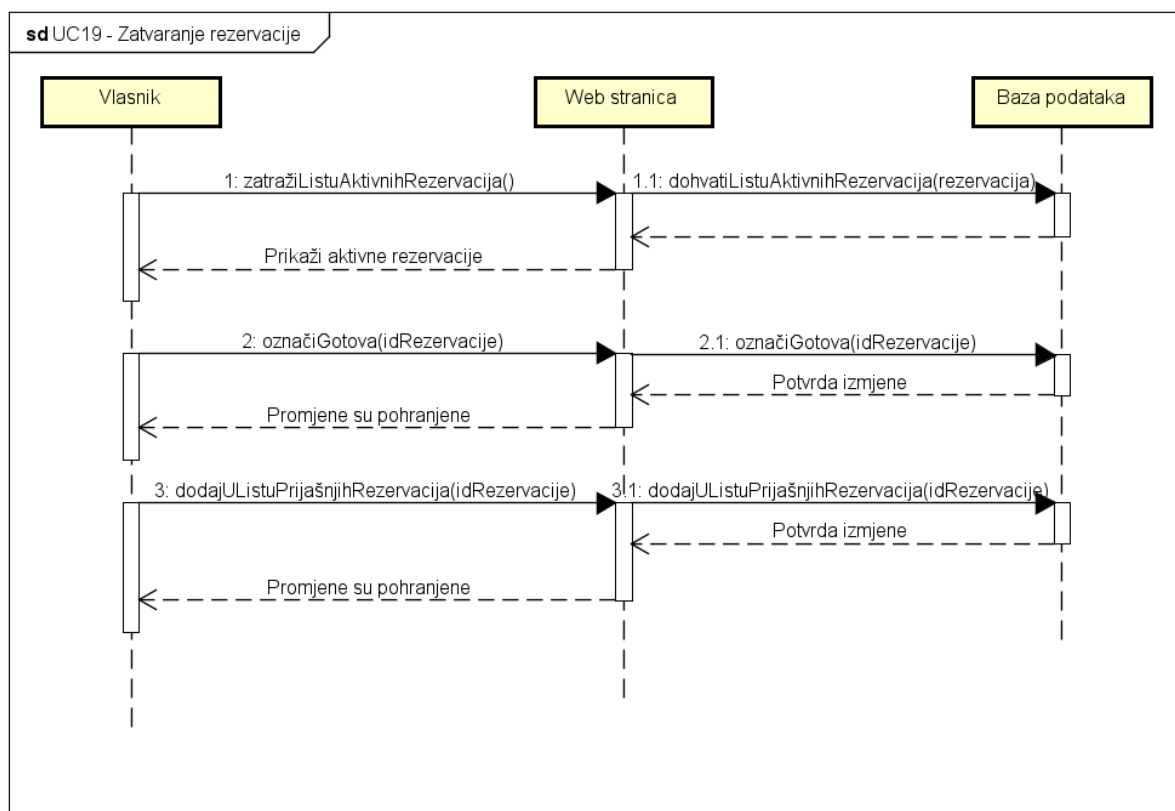 sd UC19 - Zatvaranje rezervacije
Vlasnik
Web stranica
Baza podataka
1: zatražiListuAktivnihRezervacija()
1.1: dohvatiListuAktivnihRezervacija(rezervacija)
Prikaži aktivne rezervacije
2: označiGotova(idRezervacije)
2.1: označiGotova(idRezervacije)
Potvrda izmjene
Promjene su pohranjene
3: dodajUListuPrijašnjihRezervacija(idRezervacije)
3.1: dodajUListuPrijašnjihRezervacija(idRezervacije)
Potvrda izmjene
Promjene su pohranjene